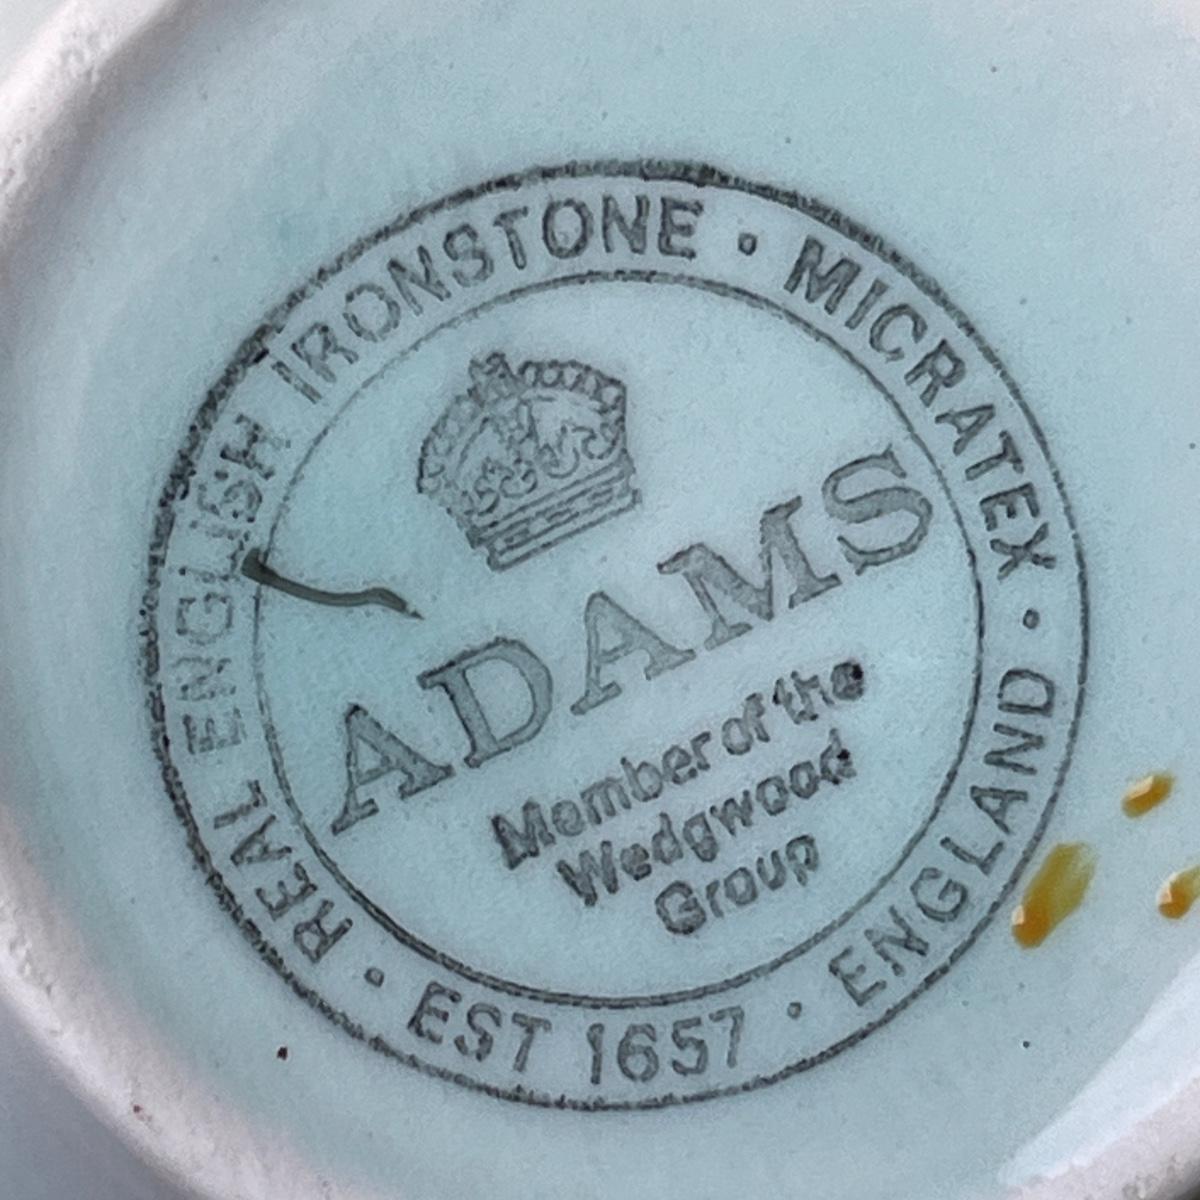 REAL ENGLISH IRONSTONE · MICRATEX · ENGLAND · EST 1657 ·
ADAMS
Member of the
Wedgwood
Group